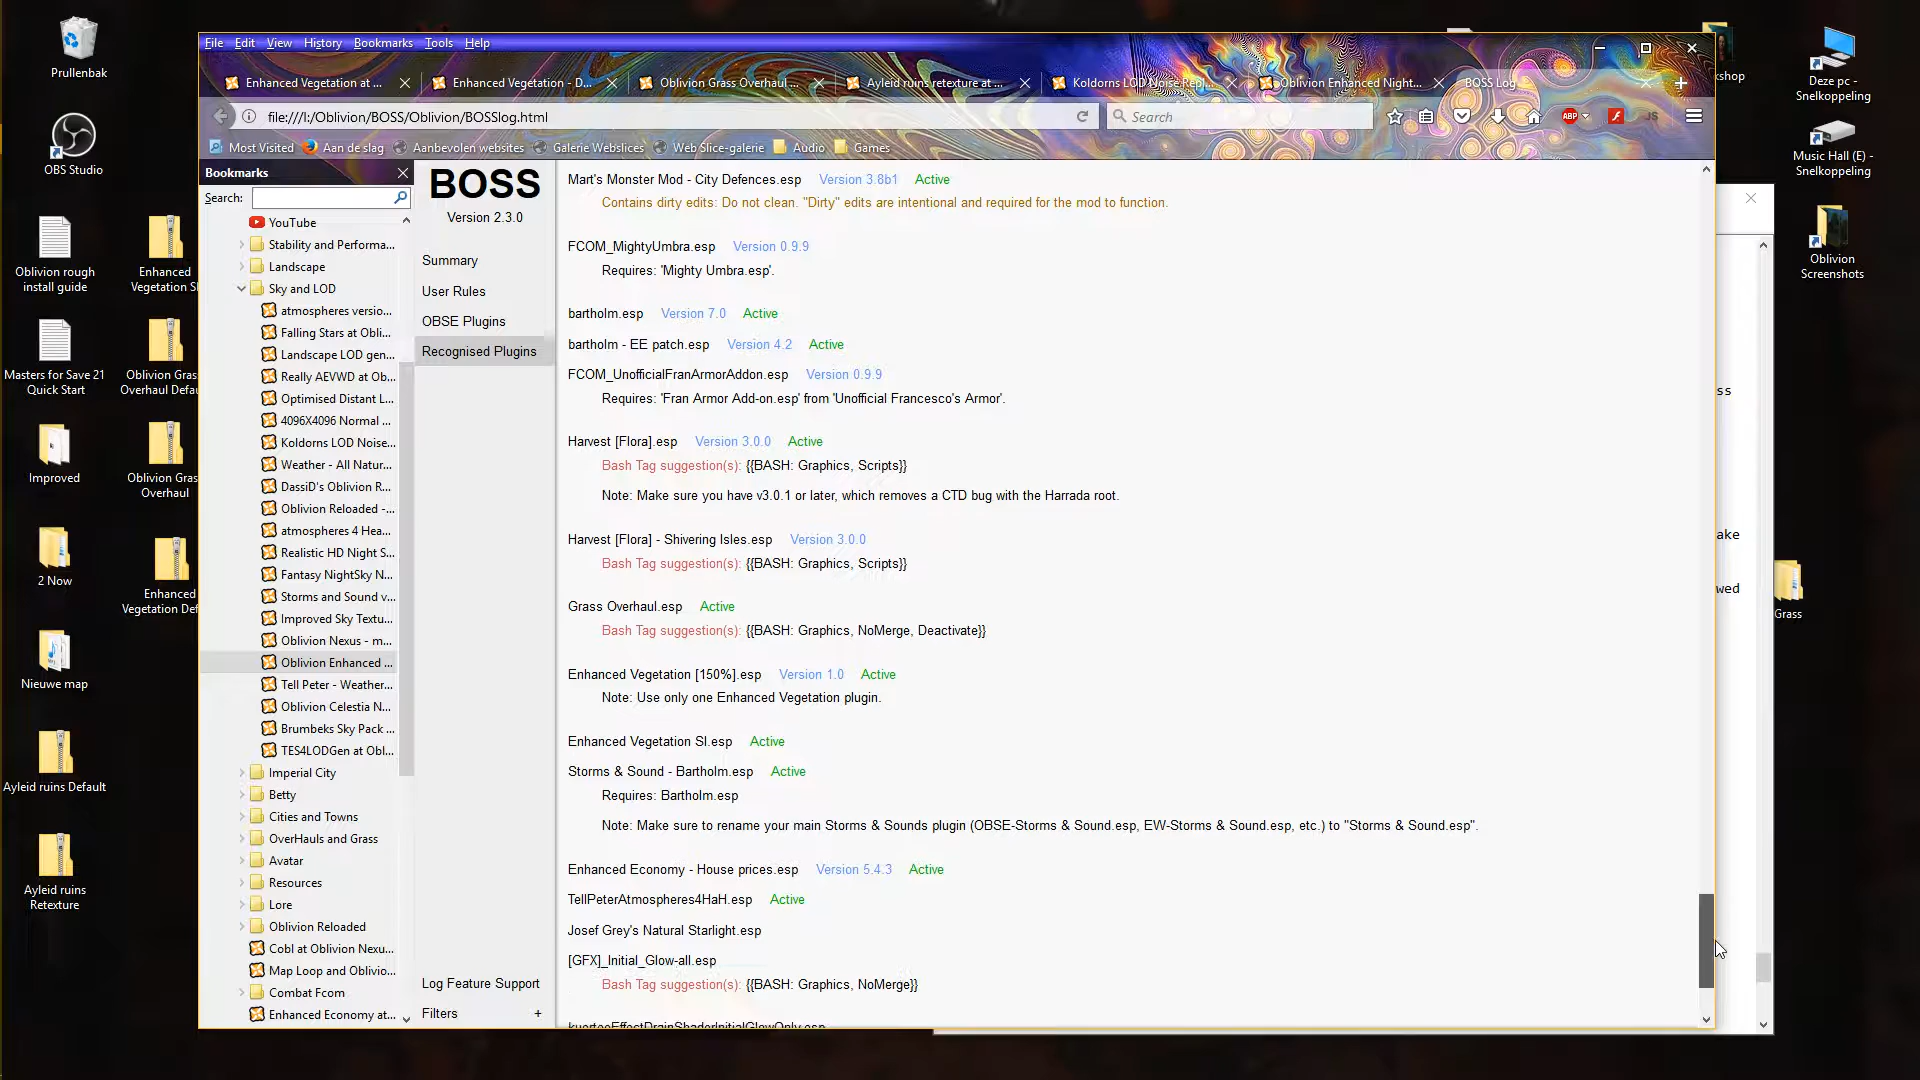 Prullenbak
OBS Studio
Oblivion rough
install guide
Enhanced
Vegetation SI
Masters for Save 21
Quick Start
Oblivion Gras
Overhaul Defau
Improved
Oblivion Gras
Overhaul
2 Now
Enhanced
Vegetation Def
Nieuwe map
Ayleid ruins Default
Ayleid ruins
Retexture
File Edit View History Bookmarks Tools Help
Enhanced Vegetation at ...
Enhanced Vegetation - D...
Oblivion Grass Overhaul ...
Ayleid ruins retexture at ...
Koldorns LOD Noise Repl...
Oblivion Enhanced Night...
BOSS Log
file:///I:/Oblivion/BOSS/Oblivion/BOSSlog.html
Search
ABP
JS
Most Visited
Aan de slag
Aanbevolen websites
Galerie Webslices
Web Slice-galerie
Audio
Games
Bookmarks
Search:
YouTube
Stability and Performa...
Landscape
Sky and LOD
atmospheres versio...
Falling Stars at Obli...
Landscape LOD gen...
Really AEVWD at Ob...
Optimised Distant L...
4096X4096 Normal ...
Koldorns LOD Noise...
Weather - All Natur...
DassiD's Oblivion R...
Oblivion Reloaded -...
atmospheres 4 Hea...
Realistic HD Night S...
Fantasy NightSky N...
Storms and Sound v...
Improved Sky Textu...
Oblivion Nexus - m...
Oblivion Enhanced ...
Tell Peter - Weather...
Oblivion Celestia N...
Brumbeks Sky Pack ...
TES4LODGen at Obl...
Imperial City
Betty
Cities and Towns
OverHauls and Grass
Avatar
Resources
Lore
Oblivion Reloaded
Cobl at Oblivion Nexu...
Map Loop and Oblivio...
Combat Fcom
Enhanced Economy at...
BOSS
Version 2.3.0
Summary
User Rules
OBSE Plugins
Recognised Plugins
Log Feature Support
Filters +
Mart's Monster Mod - City Defences.esp Version 3.8b1 Active
Contains dirty edits: Do not clean. "Dirty" edits are intentional and required for the mod to function.
FCOM_MightyUmbra.esp Version 0.9.9
Requires: 'Mighty Umbra.esp'.
bartholm.esp Version 7.0 Active
bartholm - EE patch.esp Version 4.2 Active
FCOM_UnofficialFranArmorAddon.esp Version 0.9.9
Requires: 'Fran Armor Add-on.esp' from 'Unofficial Francesco's Armor'.
Harvest [Flora].esp Version 3.0.0 Active
Bash Tag suggestion(s): {{BASH: Graphics, Scripts}}
Note: Make sure you have v3.0.1 or later, which removes a CTD bug with the Harrada root.
Harvest [Flora] - Shivering Isles.esp Version 3.0.0
Bash Tag suggestion(s): {{BASH: Graphics, Scripts}}
Grass Overhaul.esp Active
Bash Tag suggestion(s): {{BASH: Graphics, NoMerge, Deactivate}}
Enhanced Vegetation [150%].esp Version 1.0 Active
Note: Use only one Enhanced Vegetation plugin.
Enhanced Vegetation SI.esp Active
Storms & Sound - Bartholm.esp Active
Requires: Bartholm.esp
Note: Make sure to rename your main Storms & Sounds plugin (OBSE-Storms & Sound.esp, EW-Storms & Sound.esp, etc.) to "Storms & Sound.esp".
Enhanced Economy - House prices.esp Version 5.4.3 Active
TellPeterAtmospheres4HaH.esp Active
Josef Grey's Natural Starlight.esp
[GFX]_Initial_Glow-all.esp
Bash Tag suggestion(s): {{BASH: Graphics, NoMerge}}
kuerteeEffectDrainShaderInitialGlowOnly.esp
kshop
ss
ake
wed
Deze pc -
Snelkoppeling
Music Hall (E) -
Snelkoppeling
Oblivion
Screenshots
Grass